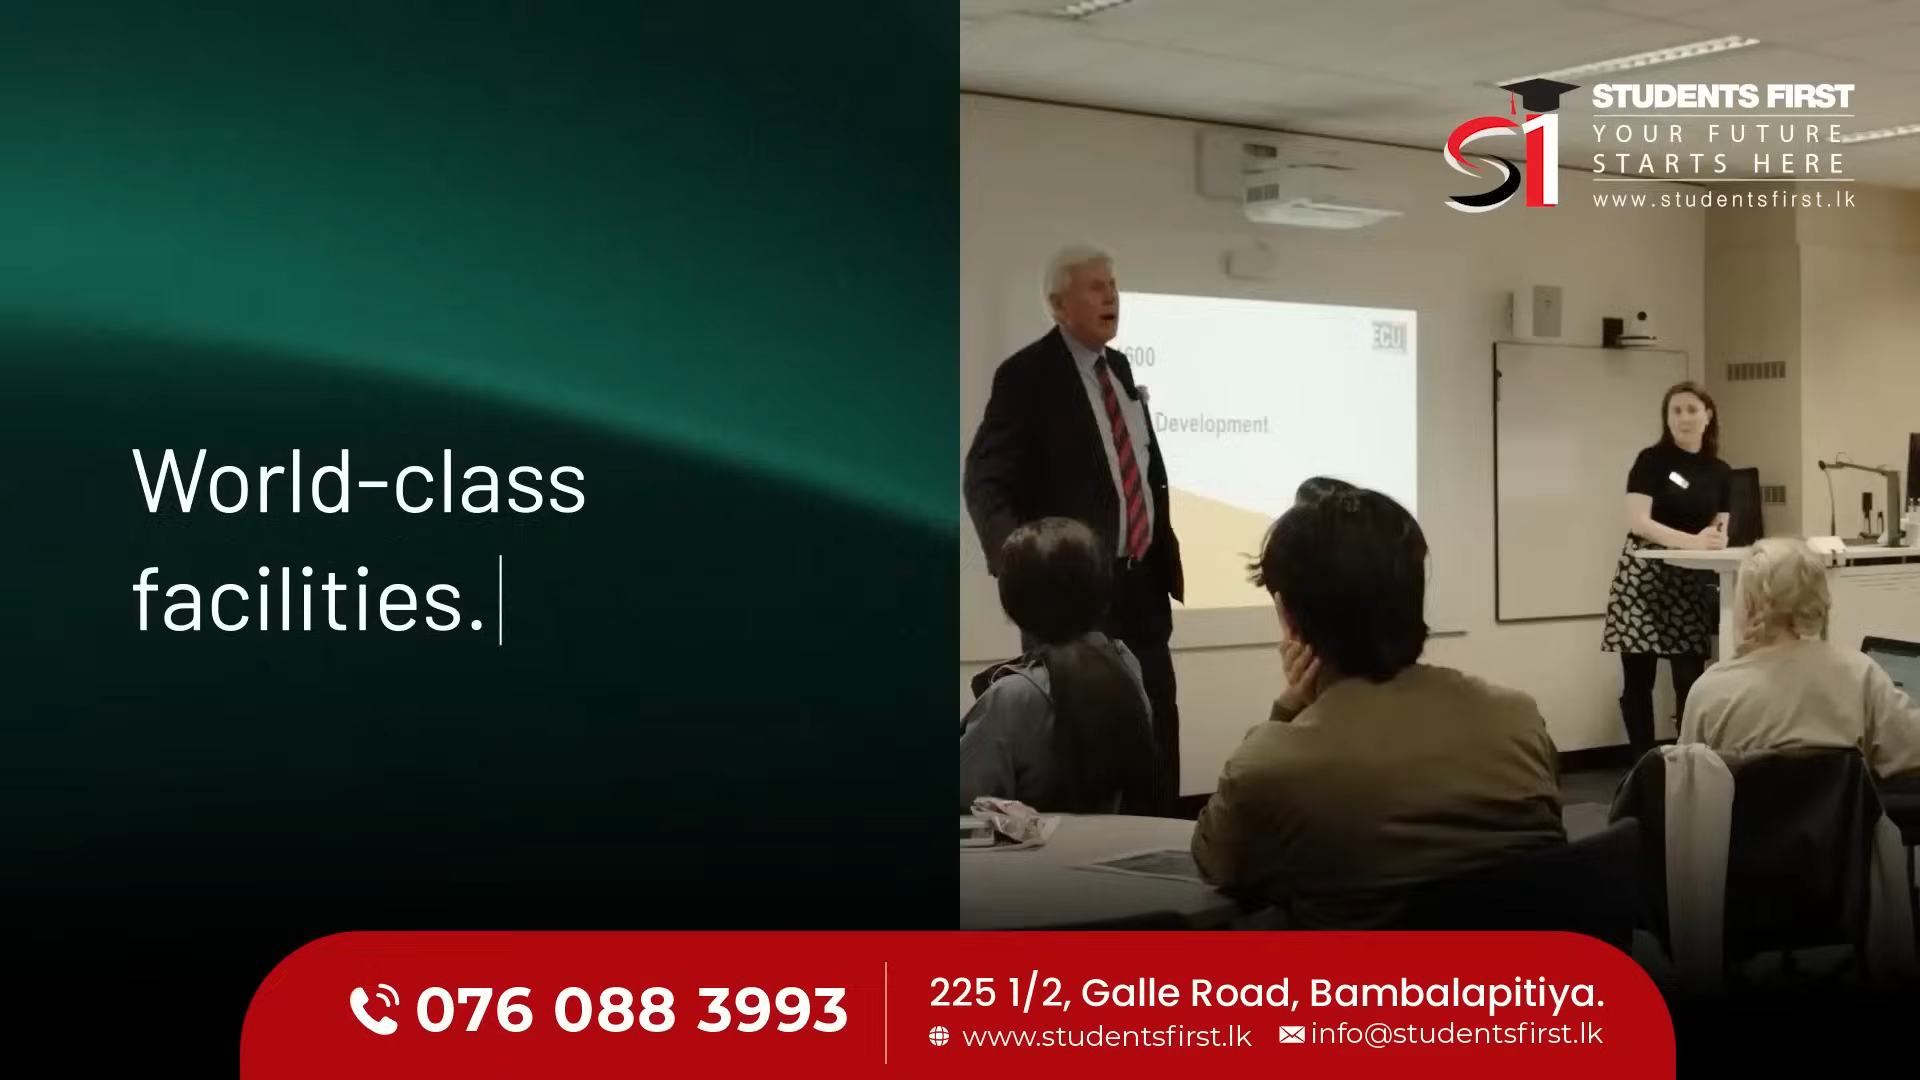 World-class
facilities.
STUDENTS FIRST
YOUR FUTURE
STARTS HERE
www.studentsfirst.lk
ECU
600
Development
076 088 3993
225 1/2, Galle Road, Bambalapitiya.
www.studentsfirst.lk info@studentsfirst.lk